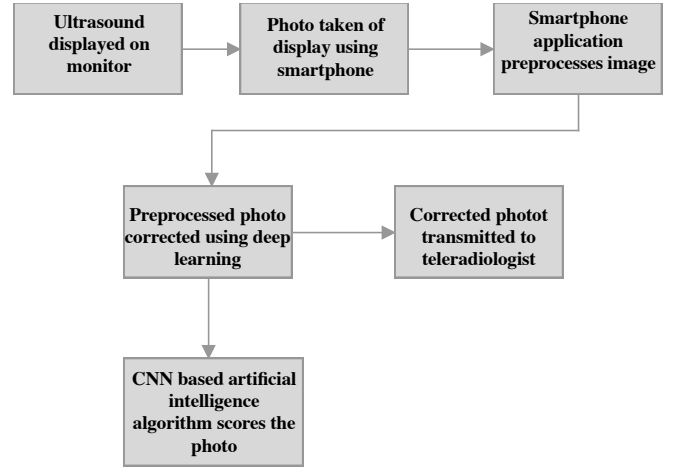 Ultrasound
displayed on
monitor
Photo taken of
display using
smartphone
Smartphone
application
preprocesses image
Preprocessed photo
corrected using deep
learning
Corrected photot
transmitted to
teleradiologist
CNN based artificial
intelligence
algorithm scores the
photo